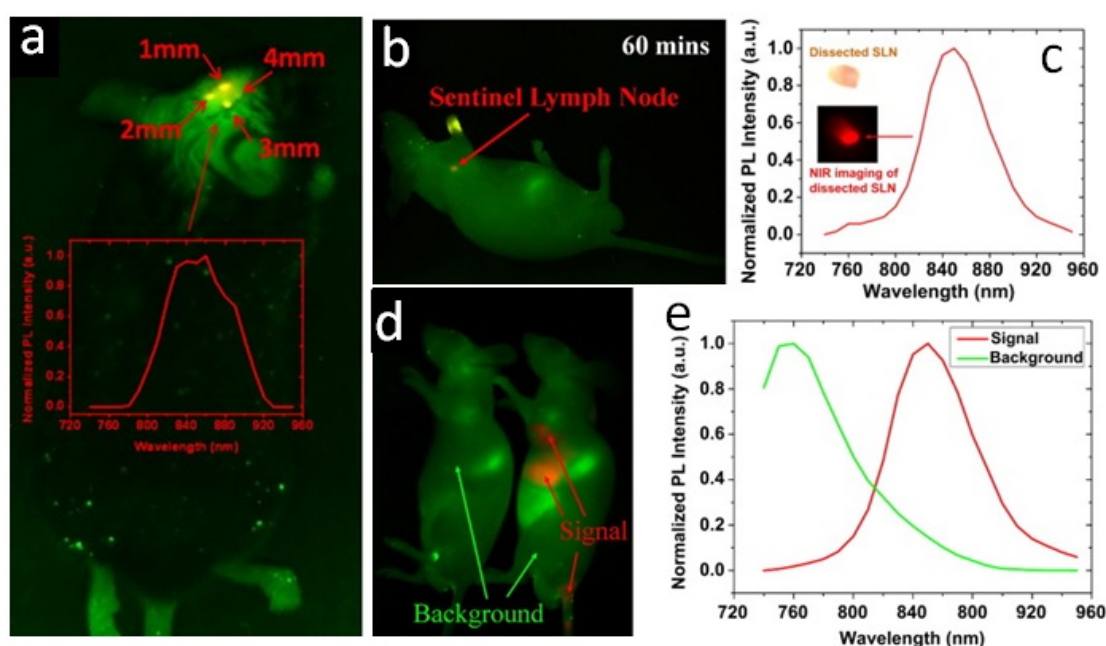 a
1mm
4mm
2mm
3mm
Normalized PL Intensity (a.u.)
1.0
0.8
0.6
0.4
0.2
0.0
720 760 800 840 880 920 960
Wavelength (nm)
b
60 mins
Sentinel Lymph Node
c
Dissected SLN
NIR imaging of
dissected SLN
Normalized PL Intensity (a.u.)
1.0
0.8
0.6
0.4
0.2
0.0
720 760 800 840 880 920 960
Wavelength (nm)
d
Signal
Background
e
Signal
Background
Normalized PL Intensity (a.u.)
1.0
0.8
0.6
0.4
0.2
0.0
720 760 800 840 800 920 960
Wavelength (nm)